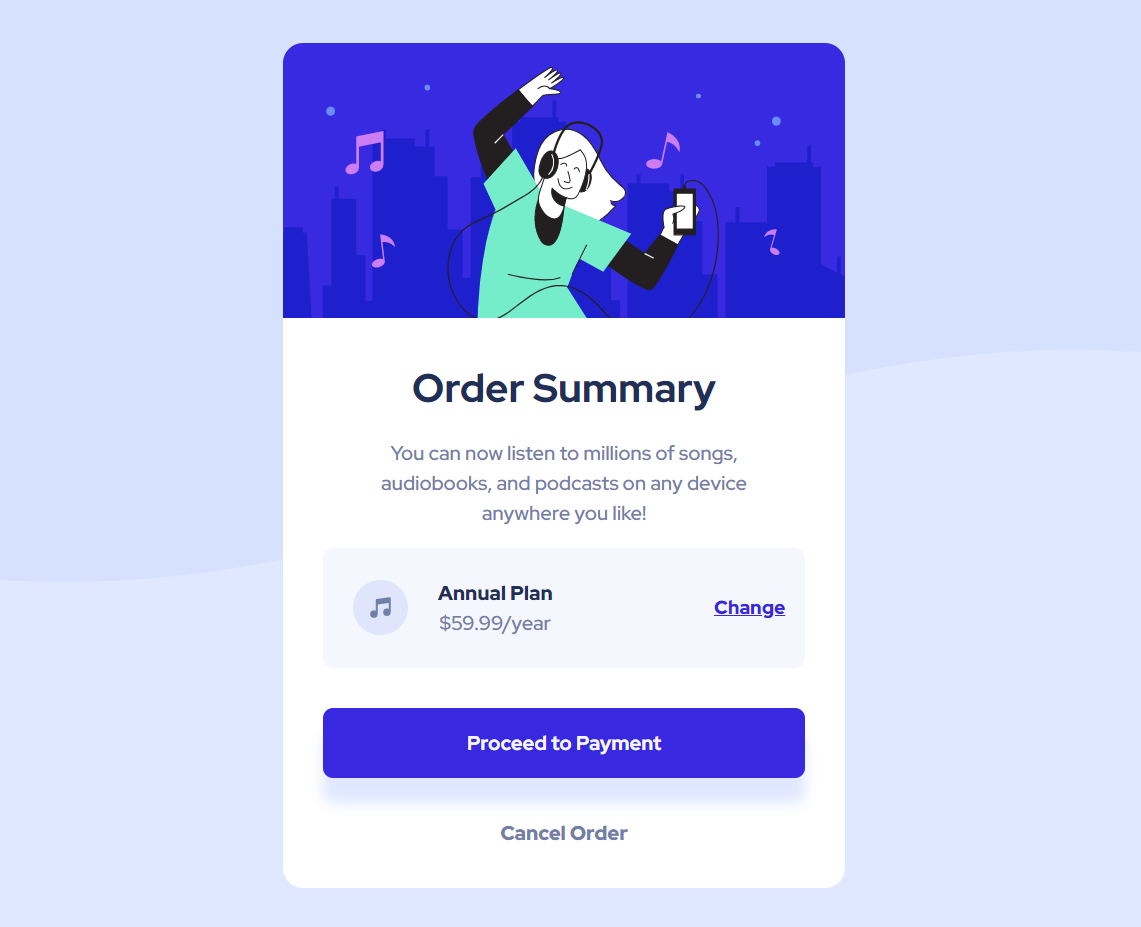 Order Summary
You can now listen to millions of songs,
audiobooks, and podcasts on any device
anywhere you like!
Annual Plan
$59.99/year
Change
Proceed to Payment
Cancel Order